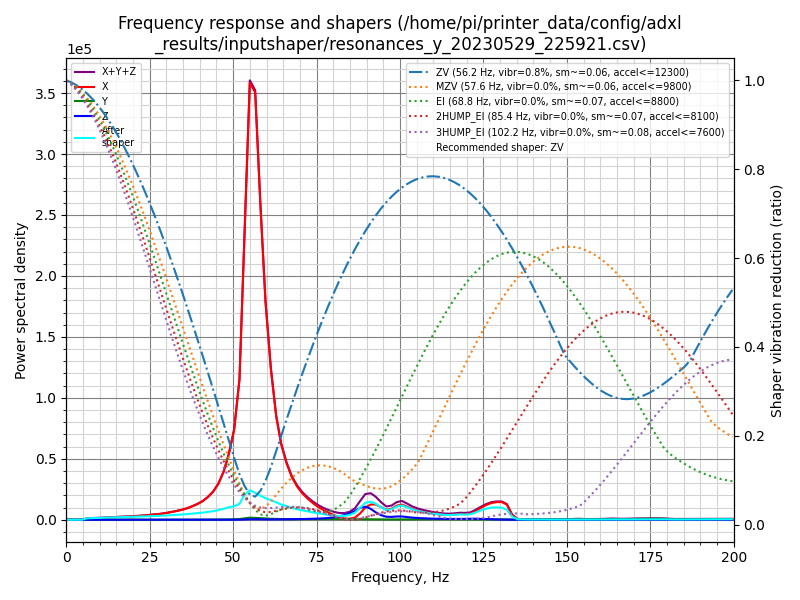 Frequency response and shapers (/home/pi/printer_data/config/adxl
_results/inputshaper/resonances_y_20230529_225921.csv)
1e5
X+Y+Z
X
Y
Z
After
shaper
ZV (56.2 Hz, vibr=0.8%, sm~=0.06, accel<=12300)
MZV (57.6 Hz, vibr=0.0%, sm~=0.06, accel<=9800)
EI (68.8 Hz, vibr=0.0%, sm~=0.07, accel<=8800)
2HUMP_EI (85.4 Hz, vibr=0.0%, sm~=0.07, accel<=8100)
3HUMP_EI (102.2 Hz, vibr=0.0%, sm~=0.08, accel<=7600)
Recommended shaper: ZV
3.5
3.0
2.5
2.0
1.5
1.0
0.5
0.0
Power spectral density
1.0
0.8
0.6
0.4
0.2
0.0
Shaper vibration reduction (ratio)
0 25 50 75 100 125 150 175 200
Frequency, Hz